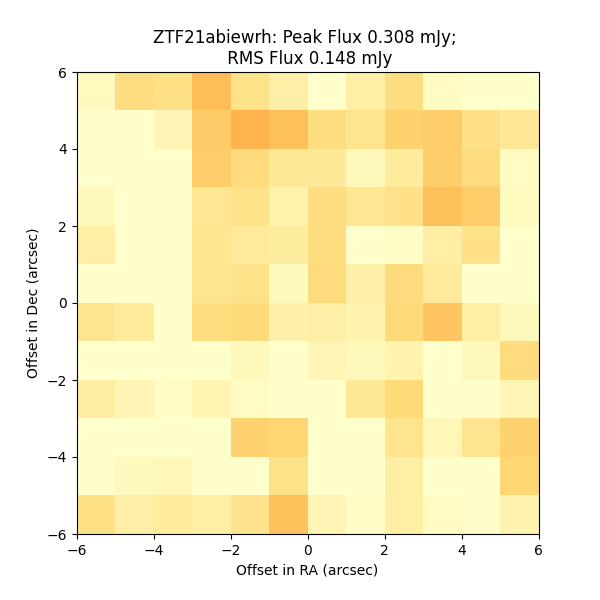 ZTF21abiewrh: Peak Flux 0.308 mJy;
RMS Flux 0.148 mJy
6
4
2
0
−2
−4
−6
Offset in Dec (arcsec)
−6 −4 −2 0 2 4 6
Offset in RA (arcsec)